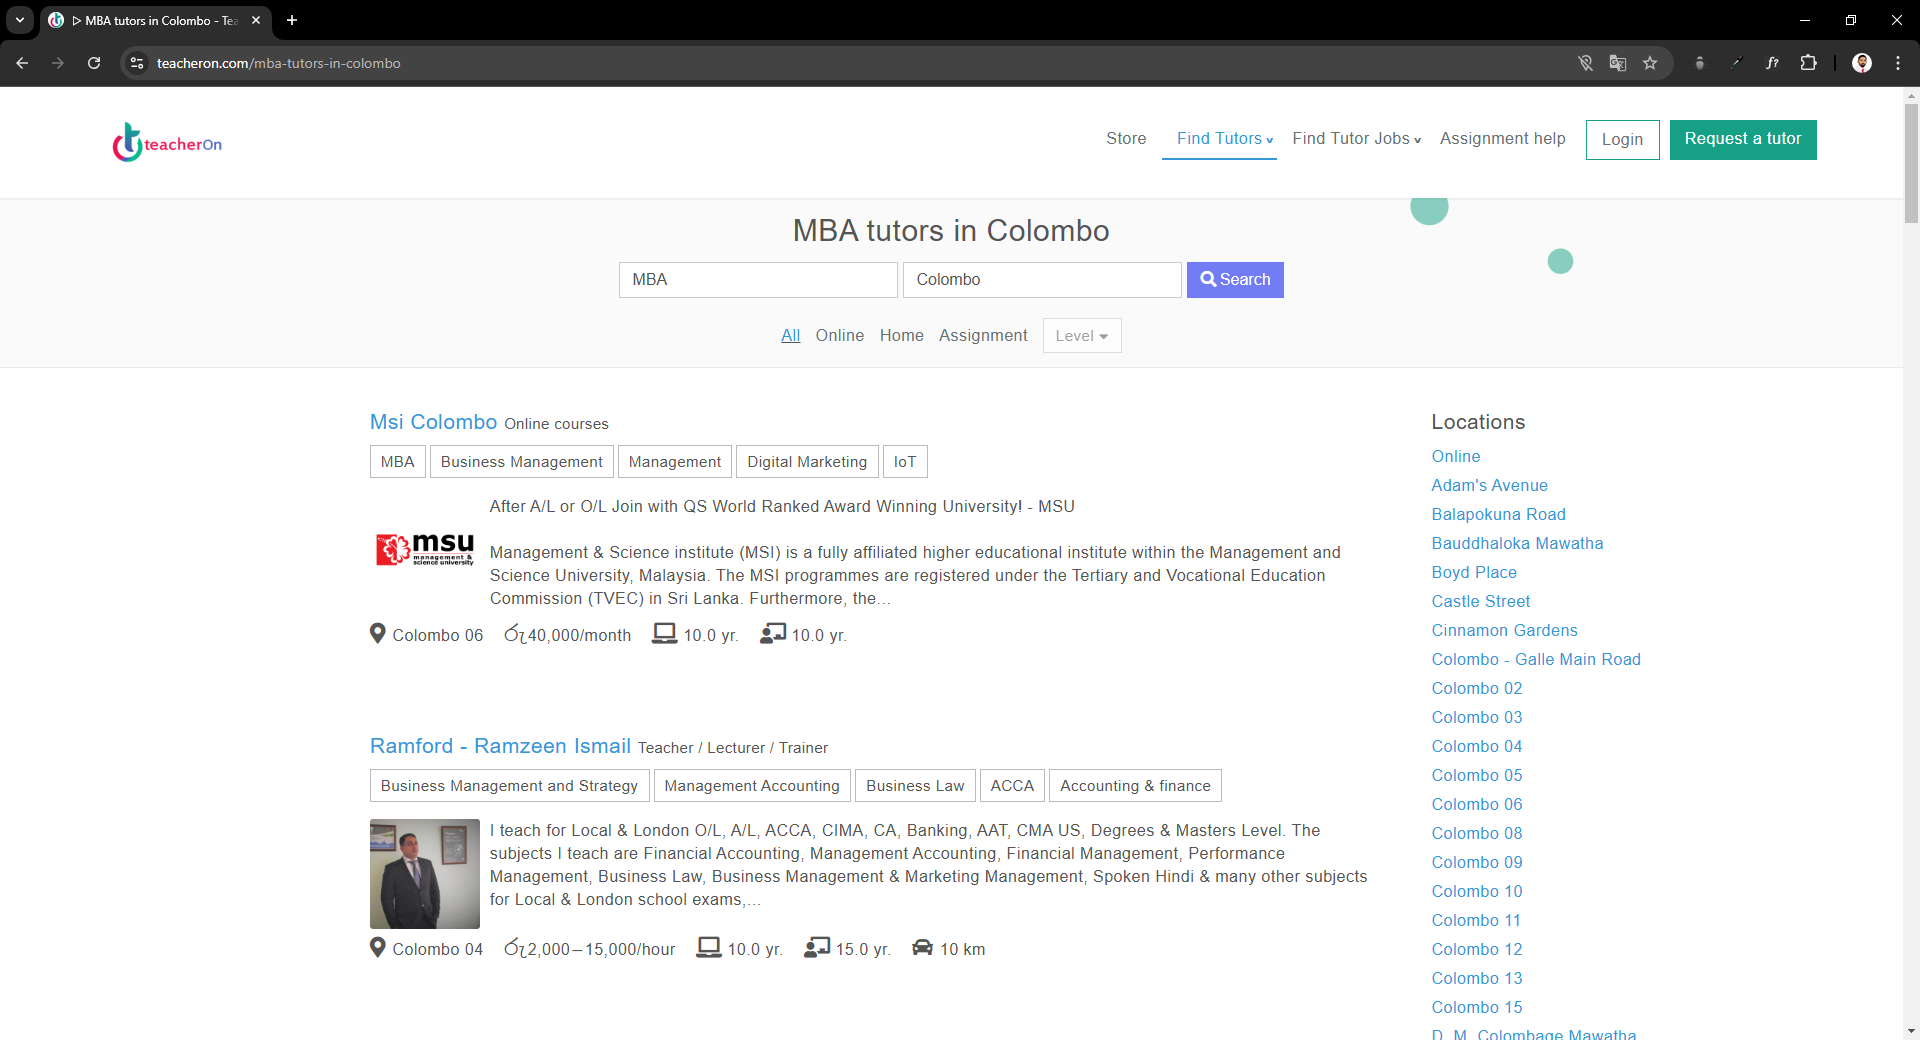 ▷ MBA tutors in Colombo - Tea
teacheron.com/mba-tutors-in-colombo
f?
teacherOn
Store
Find Tutors
Find Tutor Jobs
Assignment help
Login
Request a tutor
MBA tutors in Colombo
MBA
Colombo
Search
All
Online
Home
Assignment
Level
Msi Colombo Online courses
MBA
Business Management
Management
Digital Marketing
IoT
After A/L or O/L Join with QS World Ranked Award Winning University! - MSU
msu
management &
science university
Management & Science institute (MSI) is a fully affiliated higher educational institute within the Management and
Science University, Malaysia. The MSI programmes are registered under the Tertiary and Vocational Education
Commission (TVEC) in Sri Lanka. Furthermore, the...
Colombo 06 රු40,000/month 10.0 yr. 10.0 yr.
Ramford - Ramzeen Ismail Teacher / Lecturer / Trainer
Business Management and Strategy
Management Accounting
Business Law
ACCA
Accounting & finance
I teach for Local & London O/L, A/L, ACCA, CIMA, CA, Banking, AAT, CMA US, Degrees & Masters Level. The
subjects I teach are Financial Accounting, Management Accounting, Financial Management, Performance
Management, Business Law, Business Management & Marketing Management, Spoken Hindi & many other subjects
for Local & London school exams,...
Colombo 04 රු2,000–15,000/hour 10.0 yr. 15.0 yr. 10 km
Locations
Online
Adam's Avenue
Balapokuna Road
Bauddhaloka Mawatha
Boyd Place
Castle Street
Cinnamon Gardens
Colombo - Galle Main Road
Colombo 02
Colombo 03
Colombo 04
Colombo 05
Colombo 06
Colombo 08
Colombo 09
Colombo 10
Colombo 11
Colombo 12
Colombo 13
Colombo 15
D. M. Colombage Mawatha